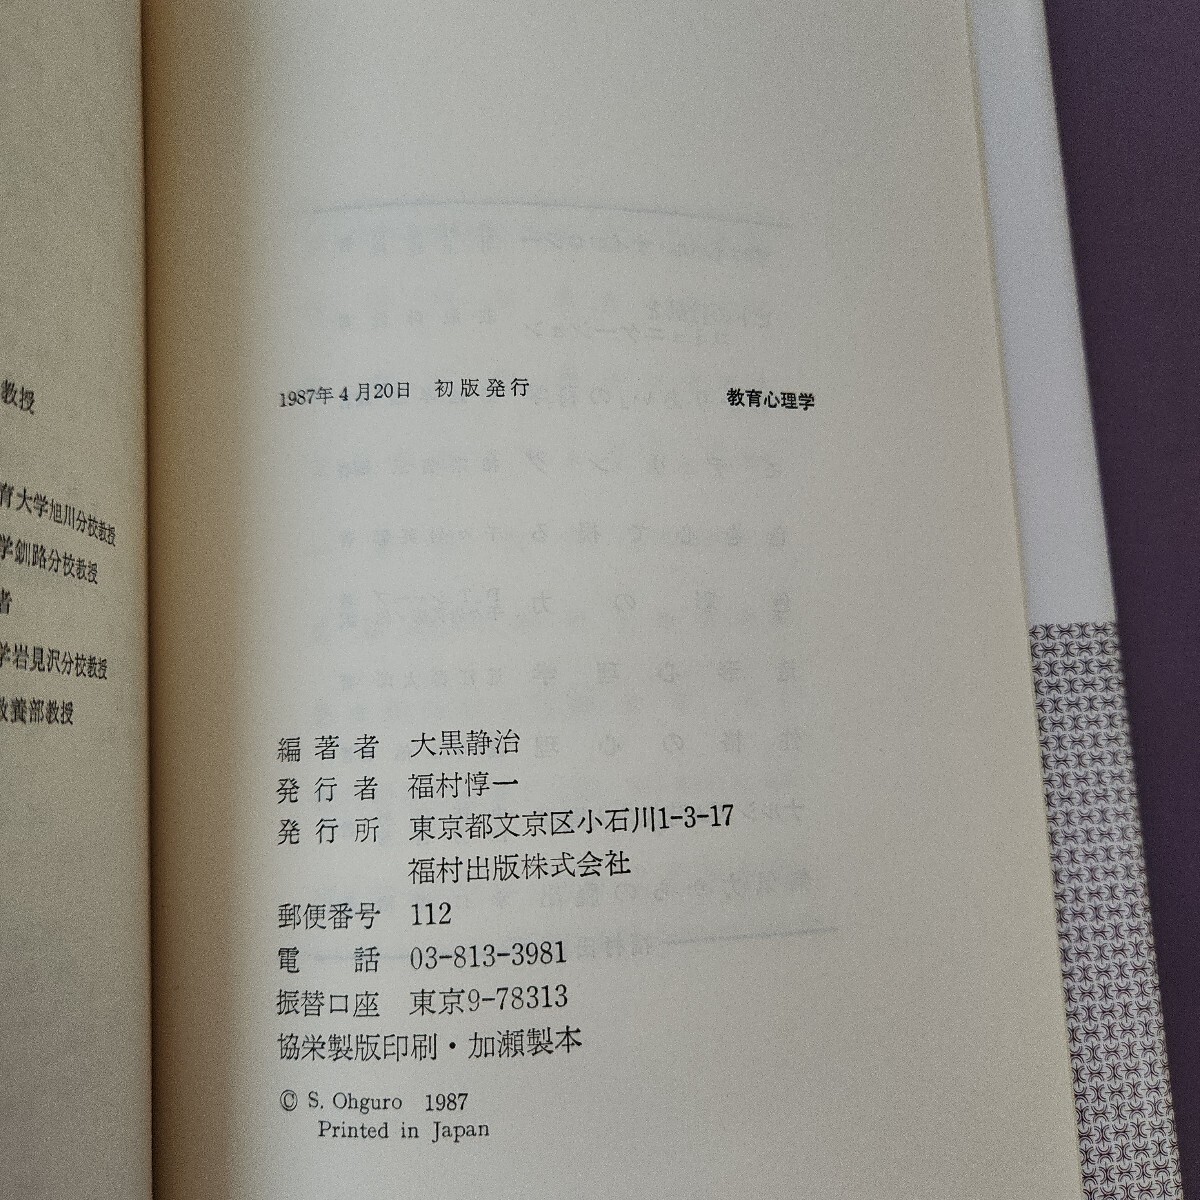 教授
育大学旭川分校教授
学釧路分校教授
者
学岩見沢分校教授
教養部教授
1987年4月20日 初版発行
教育心理学
編著者 大黒静治
発行者 福村惇一
発行所 東京都文京区小石川1-3-17
福村出版株式会社
郵便番号 112
電話 03-813-3981
振替口座 東京9-78313
協栄製版印刷・加瀬製本
© S. Ohguro 1987
Printed in Japan